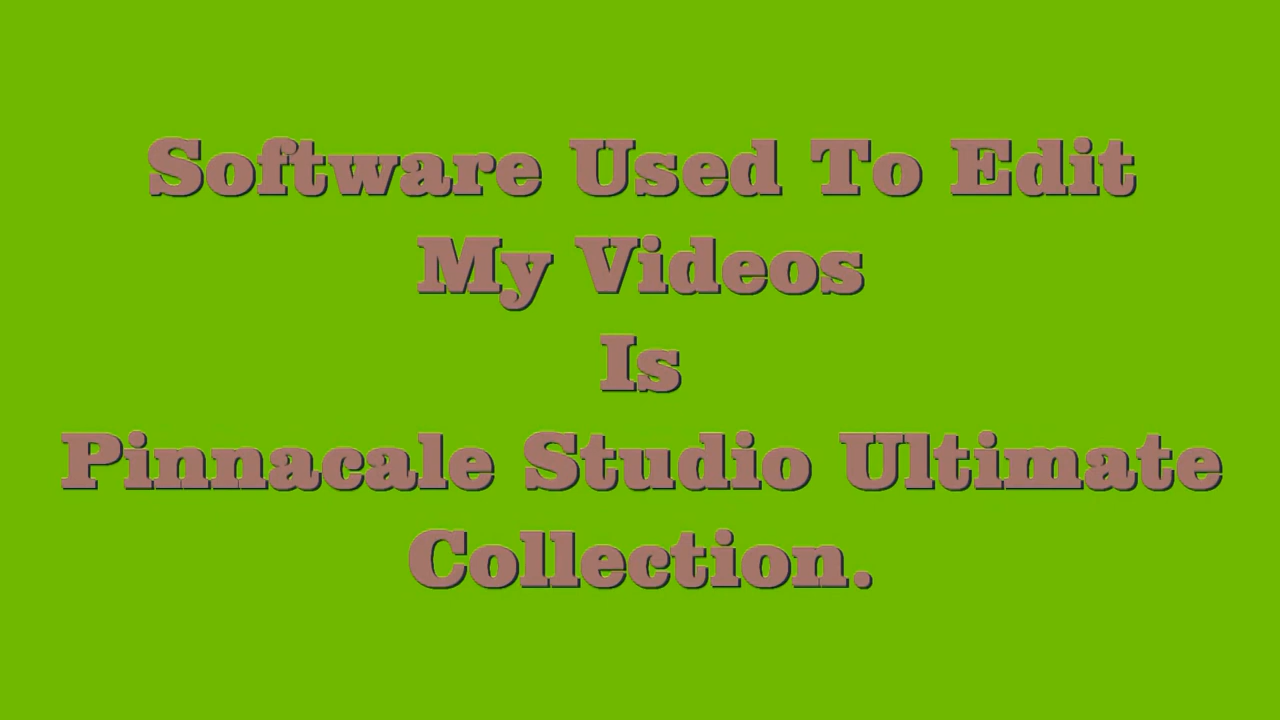 Software Used To Edit
My Videos
Is
Pinnacale Studio Ultimate
Collection.